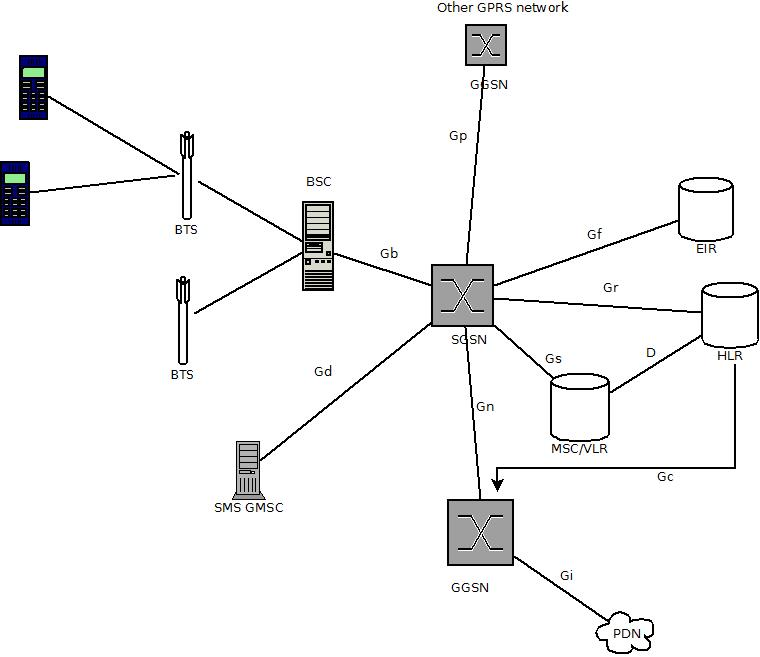 Other GPRS network
GGSN
Gp
BSC
BTS
Gb
Gf
EIR
Gr
SGSN
HLR
BTS
Gd
Gs
D
Gn
MSC/VLR
Gc
SMS GMSC
GGSN
Gi
PDN